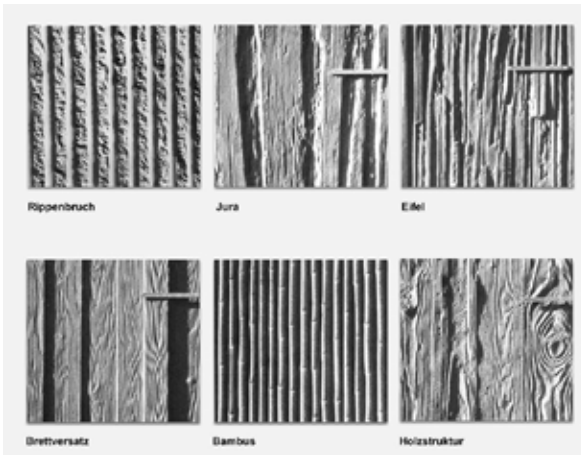 Rippenbruch
Jura
Eifel
Brettversatz
Bambus
Holzstruktur